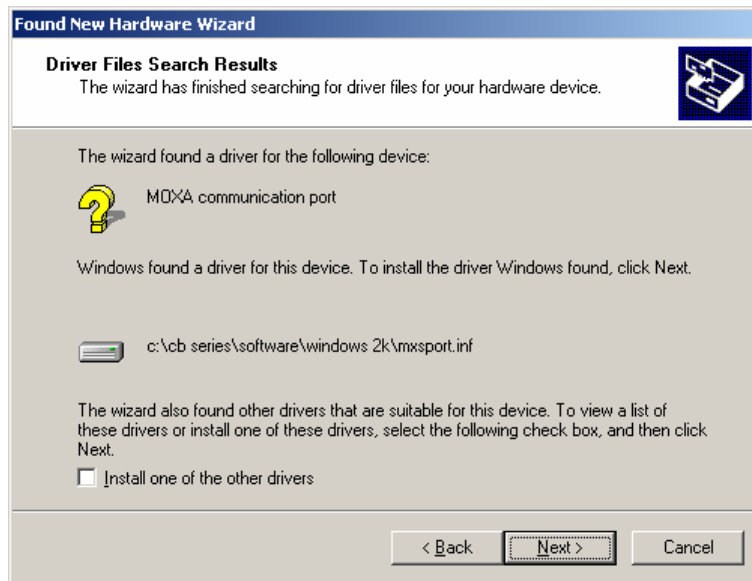 Found New Hardware Wizard
Driver Files Search Results
The wizard has finished searching for driver files for your hardware device.
The wizard found a driver for the following device:
MOXA communication port
Windows found a driver for this device. To install the driver Windows found, click Next.
c:\cb series\software\windows 2k\mxsport.inf
The wizard also found other drivers that are suitable for this device. To view a list of
these drivers or install one of these drivers, select the following check box, and then click
Next.
Install one of the other drivers
< Back
Next >
Cancel